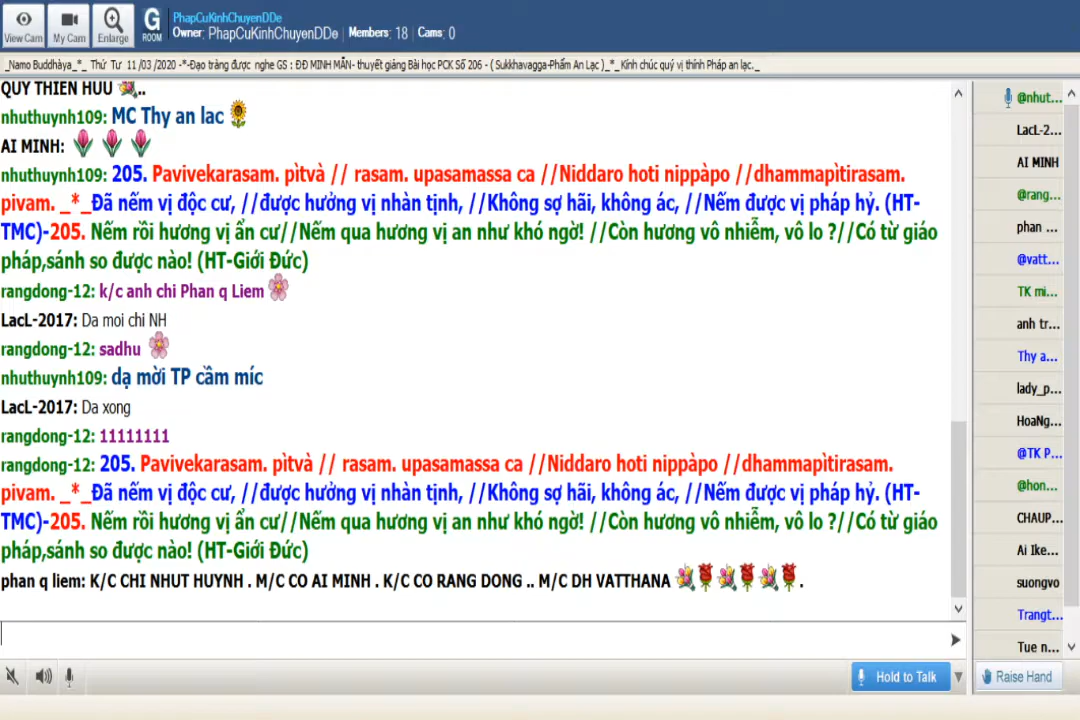 PhapCuKinhChuyenDDe
Owner: PhapCuKinhChuyenDDe | Members: 18 | Cams: 0
View Cam My Cam Enlarge G ROOM
_Namo Buddhàya_*_ Thứ Tư 11 /03 /2020 -*-Đạo tràng được nghe GS : ĐĐ MINH MẪN- thuyết giảng Bài học PCK Số 206 - ( Sukkhavagga-Phẩm An Lạc )_*_Kính chúc quý vị thính Pháp an lạc._
QUY THIEN HUU ..
nhuthuynh109: MC Thy an lac
AI MINH:
nhuthuynh109: 205. Pavivekarasam. pìtvà // rasam. upasamassa ca //Niddaro hoti nippàpo //dhammapìtirasam.
pivam. _*_Đã nếm vị độc cư, //được hưởng vị nhàn tịnh, //Không sợ hãi, không ác, //Nếm được vị pháp hỷ. (HT-
TMC)-205. Nếm rồi hương vị ẩn cư//Nếm qua hương vị an như khó ngờ! //Còn hương vô nhiễm, vô lo ?//Có từ giáo
pháp,sánh so được nào! (HT-Giới Đức)
rangdong-12: k/c anh chi Phan q Liem
LacL-2017: Da moi chi NH
rangdong-12: sadhu
nhuthuynh109: dạ mời TP cầm míc
LacL-2017: Da xong
rangdong-12: 11111111
rangdong-12: 205. Pavivekarasam. pìtvà // rasam. upasamassa ca //Niddaro hoti nippàpo //dhammapìtirasam.
pivam. _*_Đã nếm vị độc cư, //được hưởng vị nhàn tịnh, //Không sợ hãi, không ác, //Nếm được vị pháp hỷ. (HT-
TMC)-205. Nếm rồi hương vị ẩn cư//Nếm qua hương vị an như khó ngờ! //Còn hương vô nhiễm, vô lo ?//Có từ giáo
pháp,sánh so được nào! (HT-Giới Đức)
phan q liem: K/C CHI NHUT HUYNH . M/C CO AI MINH . K/C CO RANG DONG .. M/C DH VATTHANA .
@nhut...
LacL-2...
AI MINH
@rang...
phan ...
@vatt...
TK mi...
anh tr...
Thy a...
lady_p...
HoaNg...
@TK P...
@hon...
CHAUP...
Ai Ike...
suongvo
Trangt...
Tue n...
Hold to Talk
Raise Hand